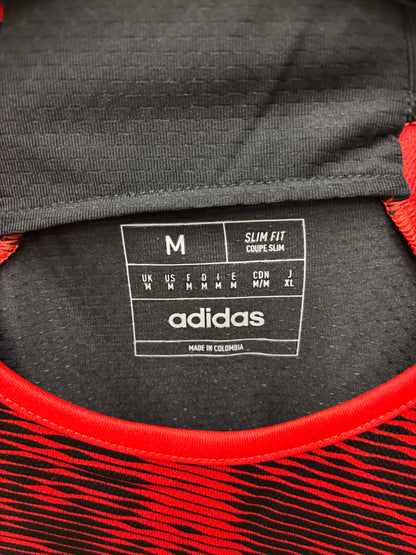 M
SLIM FIT
COUPE SLIM
UK US F D I E CDN J
M M M M M M M/M XL
adidas
MADE IN COLOMBIA